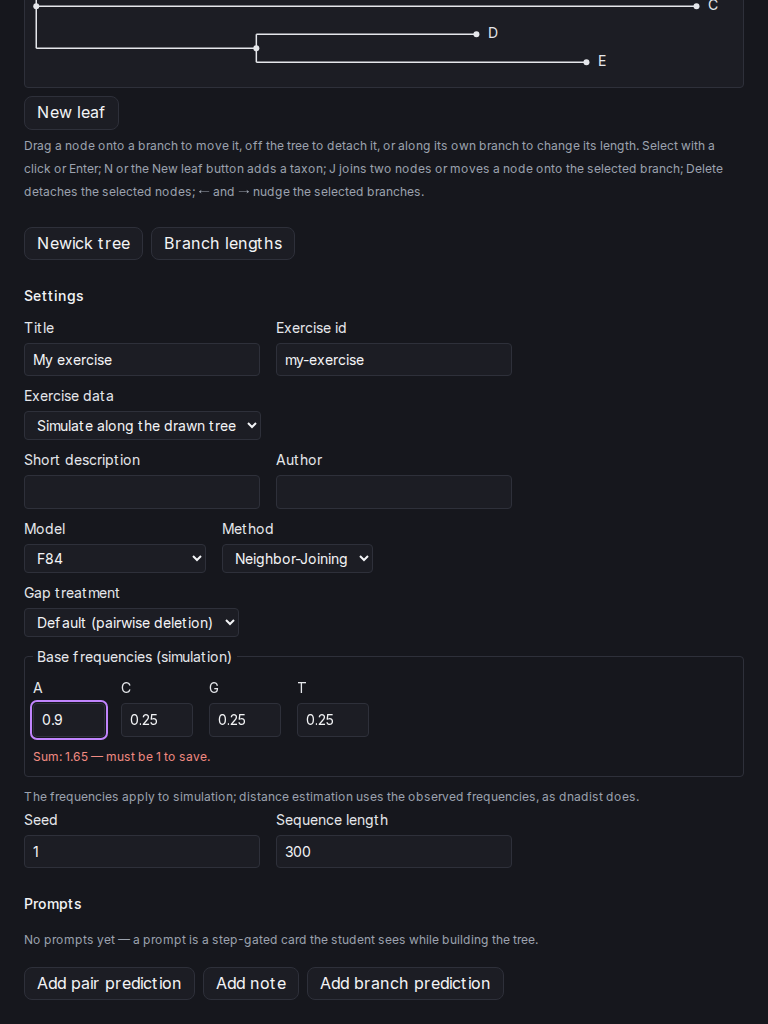 C
D
E
New leaf
Drag a node onto a branch to move it, off the tree to detach it, or along its own branch to change its length. Select with a
click or Enter; N or the New leaf button adds a taxon; J joins two nodes or moves a node onto the selected branch; Delete
detaches the selected nodes; ← and → nudge the selected branches.
Newick tree Branch lengths
Settings
Title Exercise id
My exercise my-exercise
Exercise data
Simulate along the drawn tree
Short description Author
Model Method
F84 Neighbor-Joining
Gap treatment
Default (pairwise deletion)
Base frequencies (simulation)
A C G T
0.9 0.25 0.25 0.25
Sum: 1.65 — must be 1 to save.
The frequencies apply to simulation; distance estimation uses the observed frequencies, as dnadist does.
Seed Sequence length
1 300
Prompts
No prompts yet — a prompt is a step-gated card the student sees while building the tree.
Add pair prediction Add note Add branch prediction